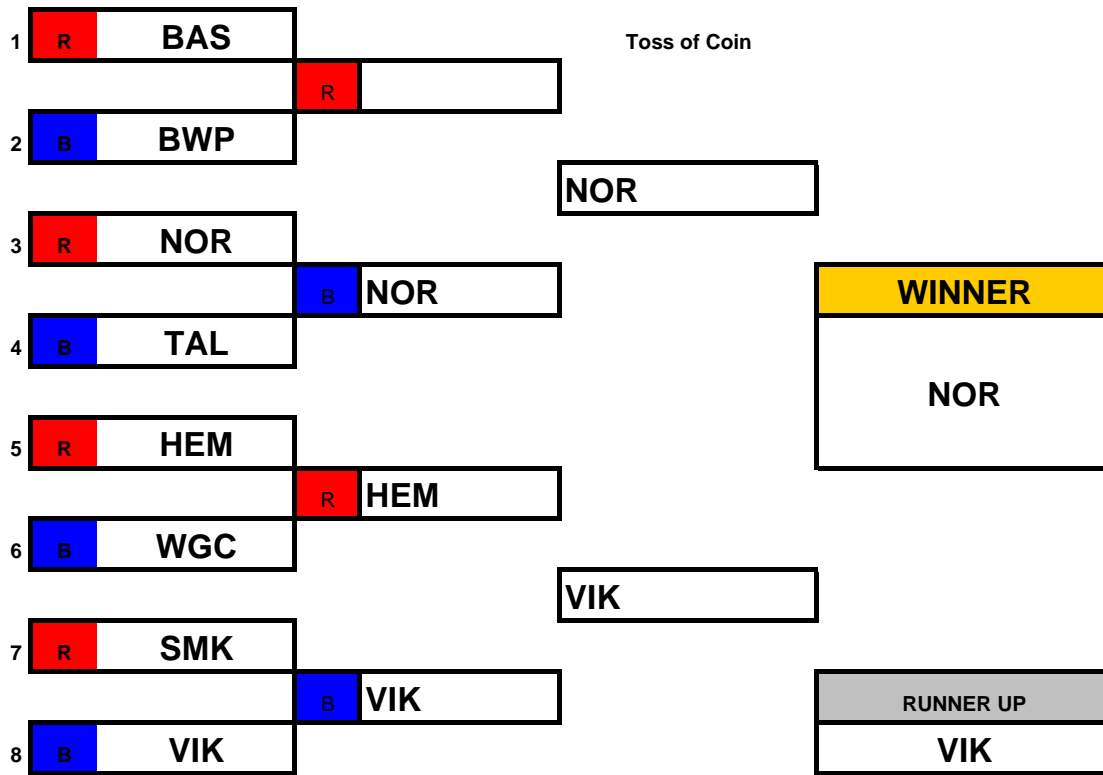 1 R BAS Toss of Coin
R
2 B BWP
NOR
3 R NOR
B NOR WINNER
4 B TAL
NOR
5 R HEM
R HEM
6 B WGC
VIK
7 R SMK
B VIK RUNNER UP
8 B VIK VIK